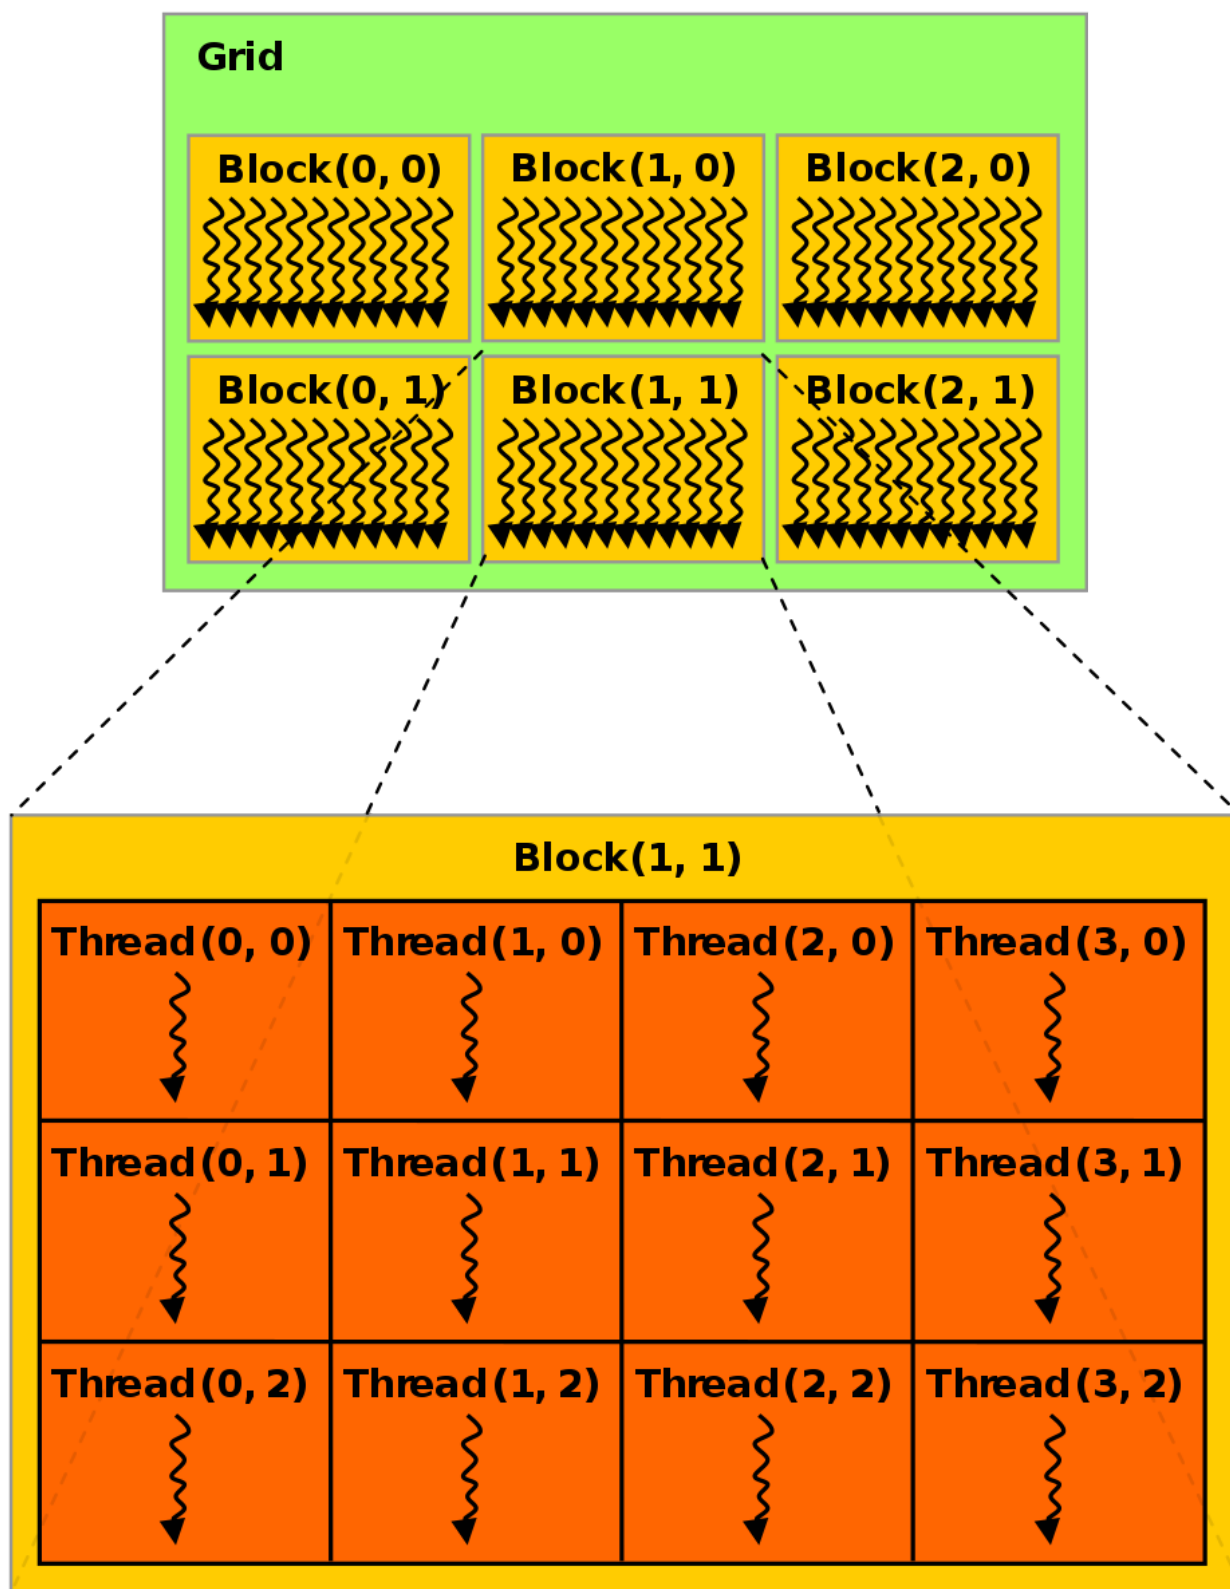 Grid
Block(0, 0) Block(1, 0) Block(2, 0)
Block(0, 1) Block(1, 1) Block(2, 1)
Block(1, 1)
Thread(0, 0) Thread(1, 0) Thread(2, 0) Thread(3, 0)
Thread(0, 1) Thread(1, 1) Thread(2, 1) Thread(3, 1)
Thread(0, 2) Thread(1, 2) Thread(2, 2) Thread(3, 2)